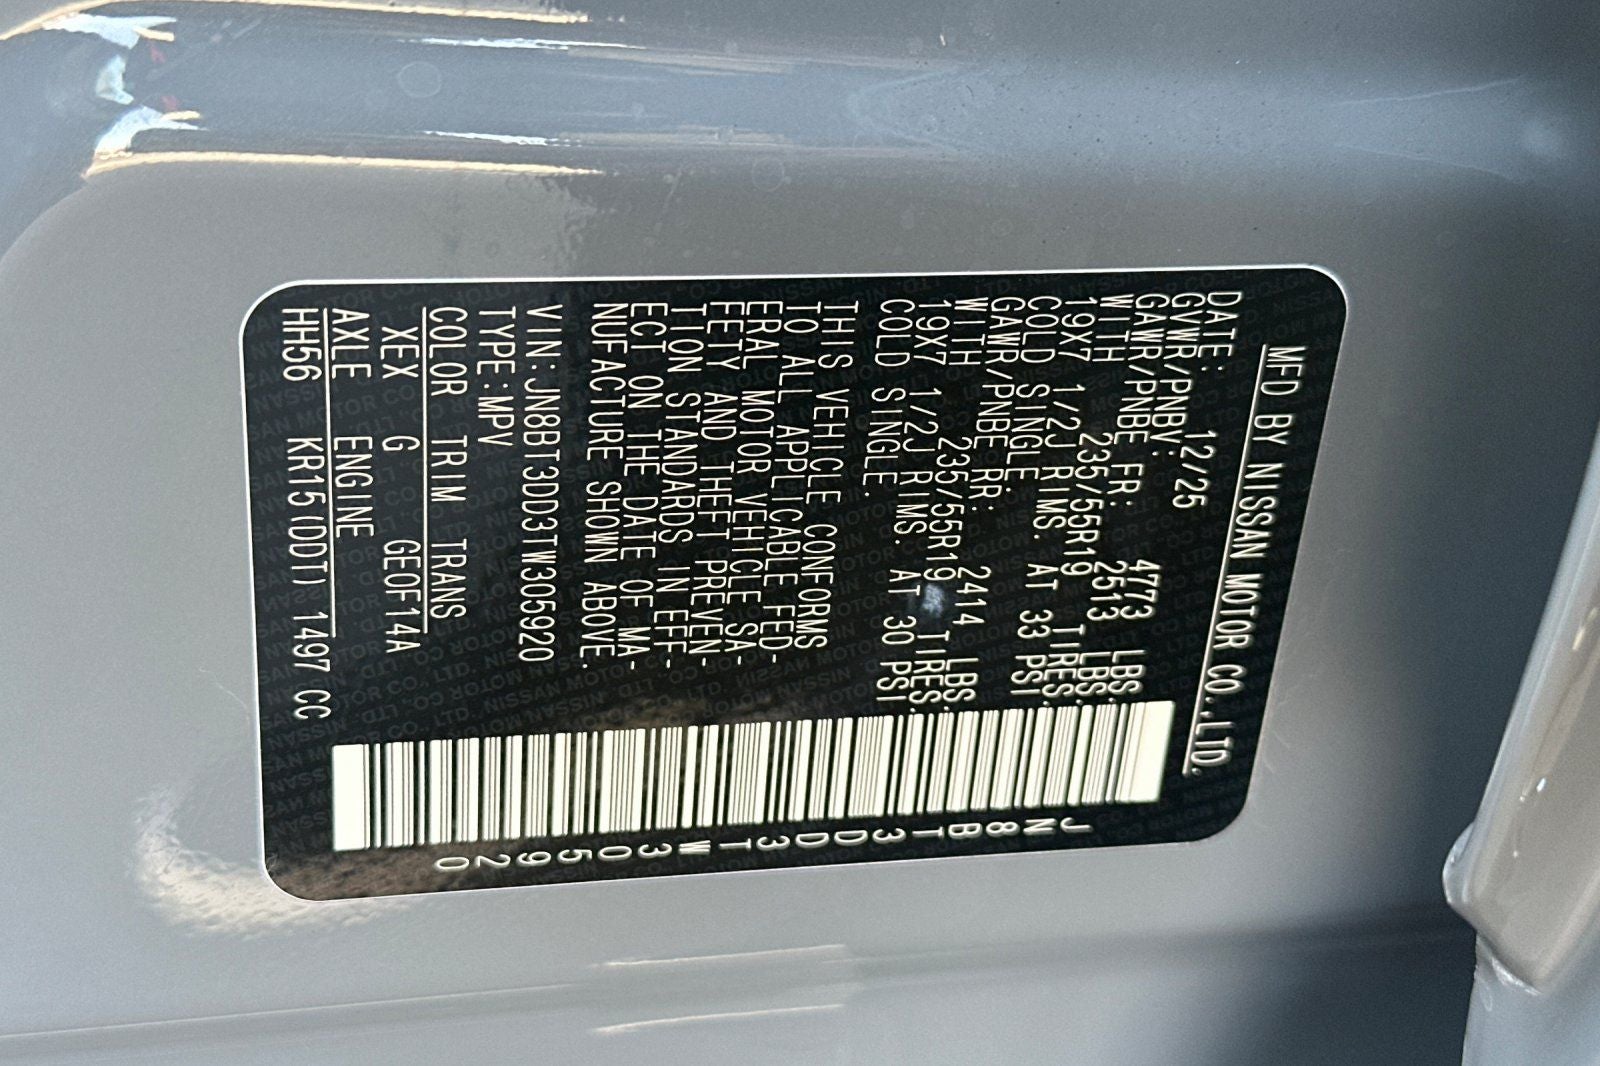 MFD BY NISSAN MOTOR CO.,LTD.
DATE: 12/25
GVWR/PNBV: 4773 LBS.
GAWR/PNBE FR: 2513 LBS.
WITH 235/55R19 TIRES.
19X7 1/2J RIMS. AT 33 PSI.
COLD SINGLE.
GAWR/PNBE RR: 2414 LBS.
WITH 235/55R19 TIRES.
19X7 1/2J RIMS. AT 30 PSI.
COLD SINGLE.
THIS VEHICLE CONFORMS
TO ALL APPLICABLE FED-
ERAL MOTOR VEHICLE SA-
FETY AND THEFT PREVEN-
TION STANDARDS IN EFF-
ECT ON THE DATE OF MA-
NUFACTURE SHOWN ABOVE.
VIN:JN8BT3DD3TW305920
TYPE:MPV
COLOR TRIM TRANS
XEX G GE0F14A
AXLE ENGINE
HH56 KR15(DDT) 1497 CC
JN8BT3DD3TW305920